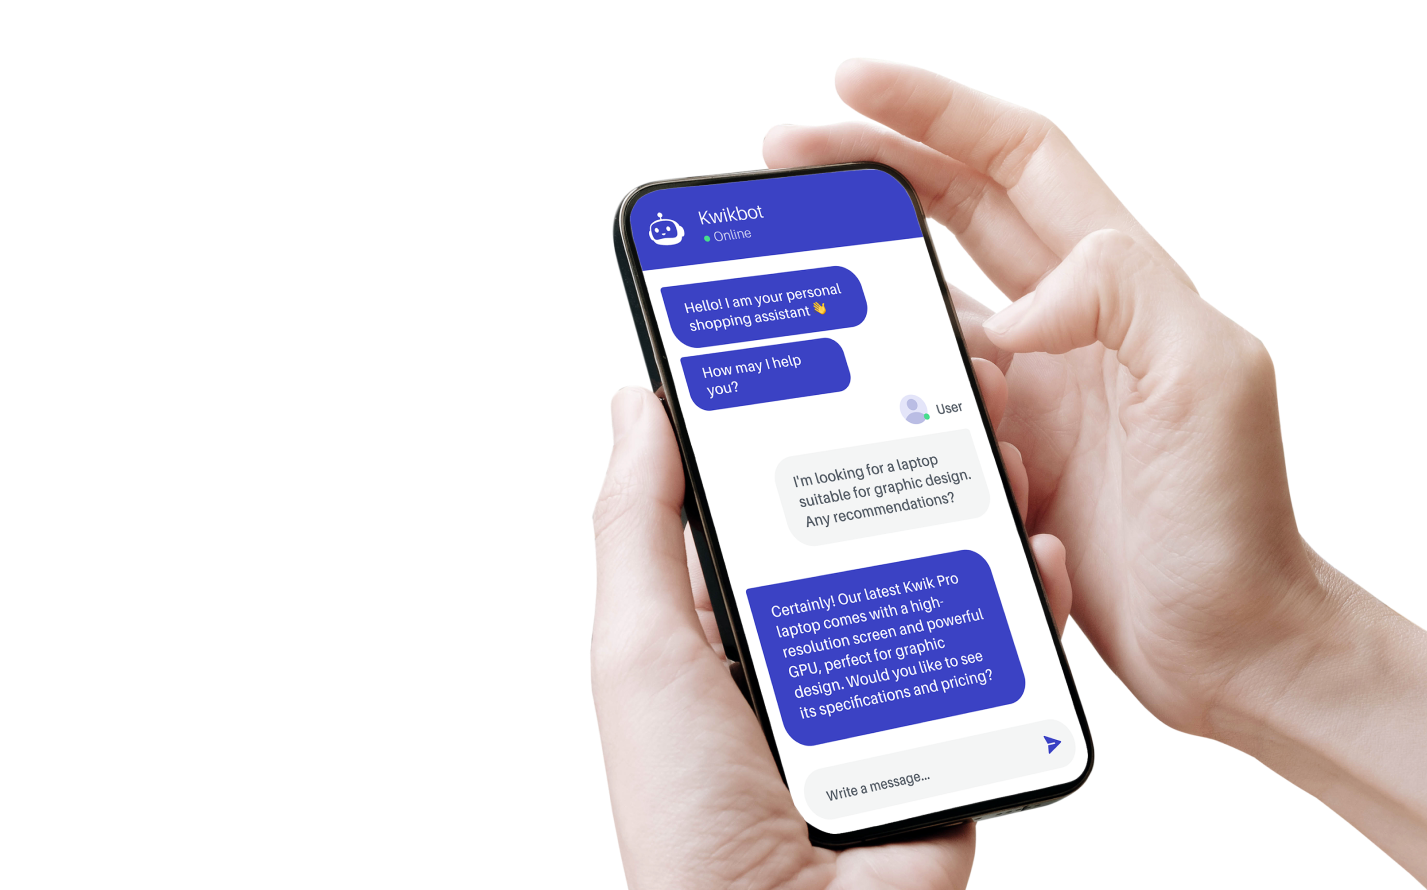 Kwikbot
Online
Hello! I am your personal
shopping assistant 👋
How may I help
you?
User
I'm looking for a laptop
suitable for graphic design.
Any recommendations?
Certainly! Our latest Kwik Pro
laptop comes with a high-
resolution screen and powerful
GPU, perfect for graphic
design. Would you like to see
its specifications and pricing?
Write a message...